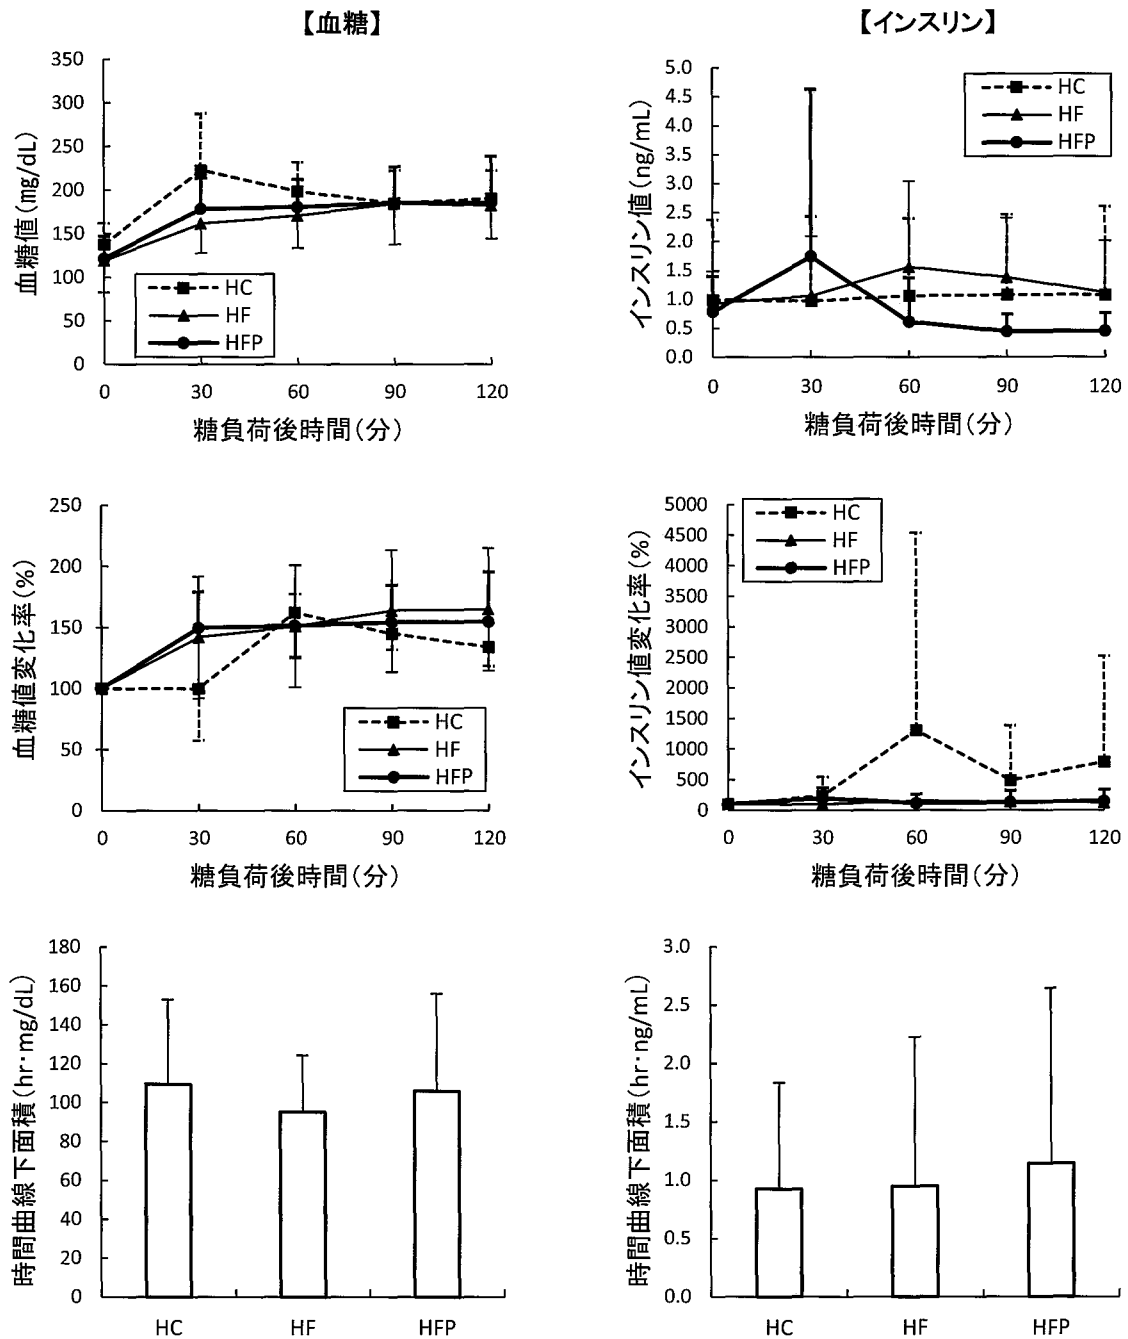 【血糖】
血糖値(mg/dL)
350
300
250
200
150
100
50
0
HC
HF
HFP
0 30 60 90 120
糖負荷後時間(分)
【インスリン】
インスリン値(ng/mL)
5.0
4.5
4.0
3.5
3.0
2.5
2.0
1.5
1.0
0.5
0.0
HC
HF
HFP
0 30 60 90 120
糖負荷後時間(分)
血糖値変化率(%)
250
200
150
100
50
0
HC
HF
HFP
0 30 60 90 120
糖負荷後時間(分)
インスリン値変化率(%)
5000
4500
4000
3500
3000
2500
2000
1500
1000
500
0
HC
HF
HFP
0 30 60 90 120
糖負荷後時間(分)
時間曲線下面積(hr･mg/dL)
180
160
140
120
100
80
60
40
20
0
HC HF HFP
時間曲線下面積(hr･ng/mL)
3.0
2.5
2.0
1.5
1.0
0.5
0.0
HC HF HFP